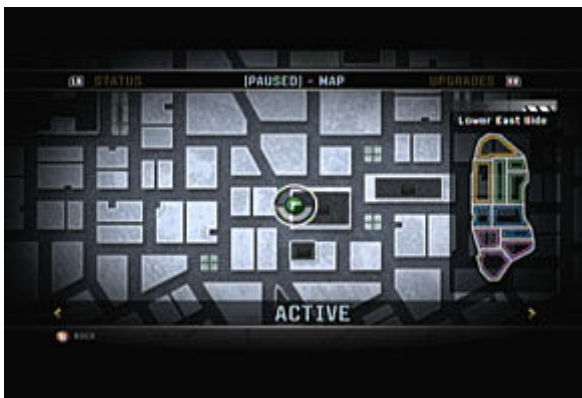 LB STATUS [PAUSED] - MAP UPGRADES RB
Lower East Side
ACTIVE
BACK